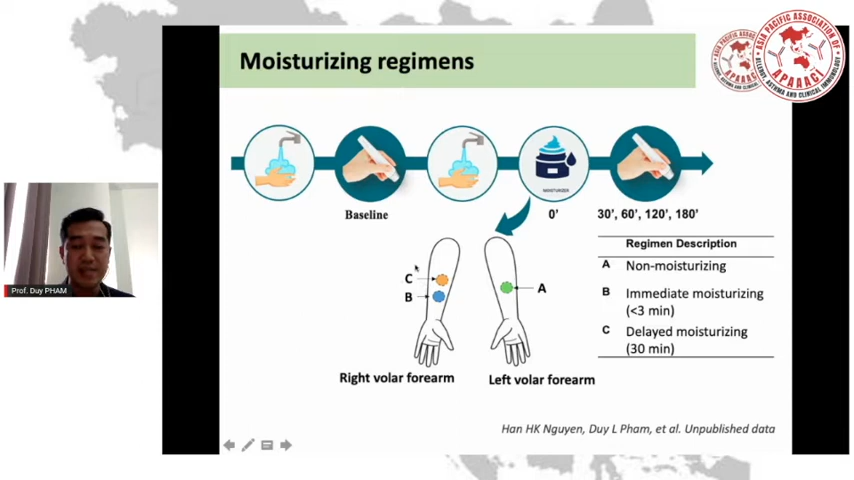 Moisturizing regimens
ASIA PACIFIC ASSOCIATION OF
ALLERGY, ASTHMA AND CLINICAL IMMUNOLOGY
APAAACI
MOISTURIZER
Baseline
0’
30’, 60’, 120’, 180’
Regimen Description
A Non-moisturizing
B Immediate moisturizing
(<3 min)
C Delayed moisturizing
(30 min)
C
B
A
Right volar forearm
Left volar forearm
Han HK Nguyen, Duy L Pham, et al. Unpublished data
Prof. Duy PHAM